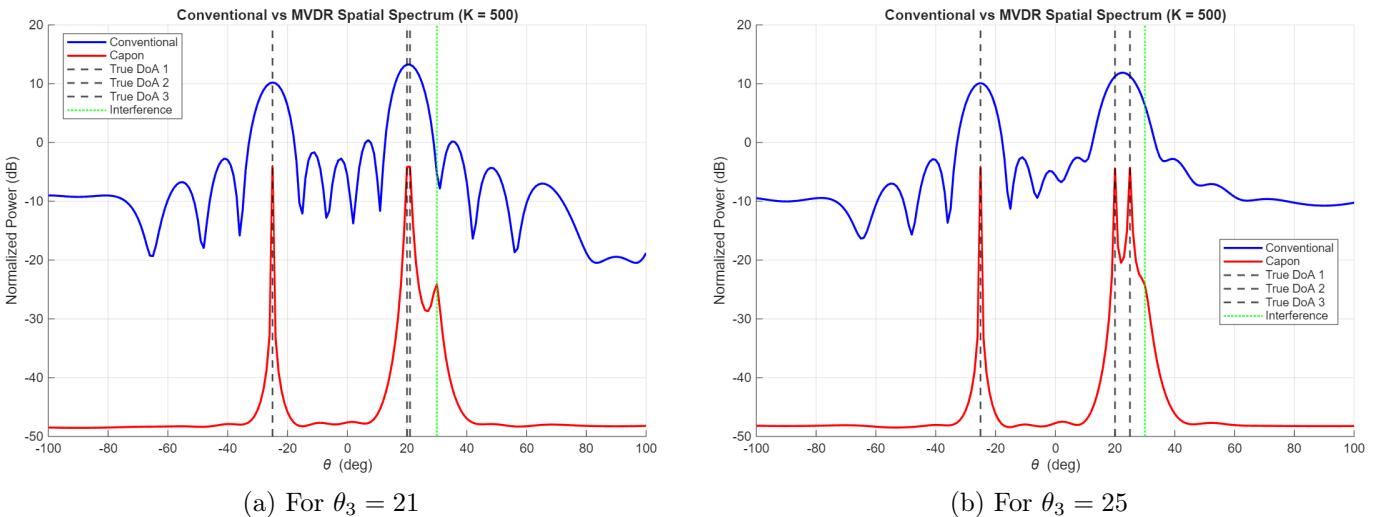 Conventional vs MVDR Spatial Spectrum (K = 500)
20
10
0
-10
-20
-30
-40
-50
Normalized Power (dB)
Conventional
Capon
True DoA 1
True DoA 2
True DoA 3
Interference
-100
-80
-60
-40
-20
0
20
40
60
80
100
θ (deg)
(a) For θ₃ = 21
Conventional vs MVDR Spatial Spectrum (K = 500)
20
10
0
-10
-20
-30
-40
-50
Normalized Power (dB)
Conventional
Capon
True DoA 1
True DoA 2
True DoA 3
Interference
-100
-80
-60
-40
-20
0
20
40
60
80
100
θ (deg)
(b) For θ₃ = 25